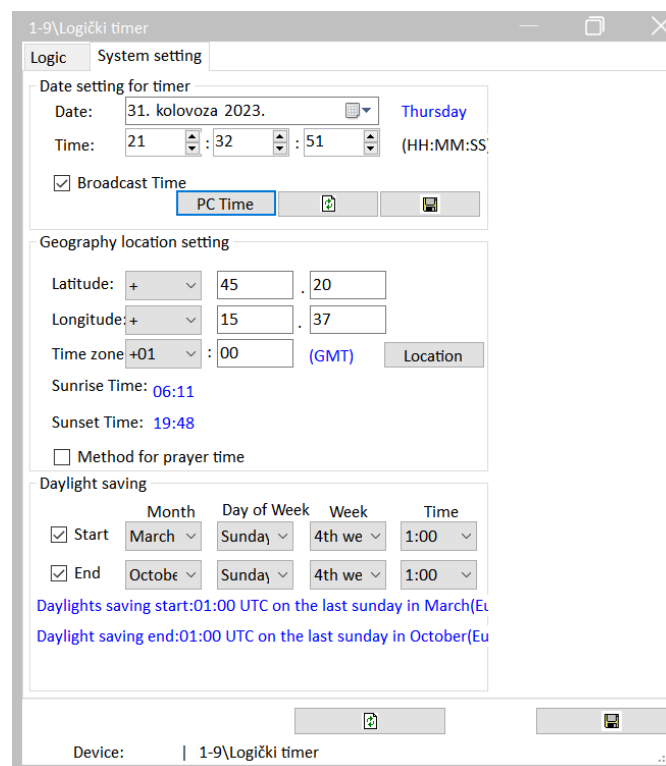 1-9\Logički timer
Logic System setting
Date setting for timer
Date: 31. kolovoza 2023. Thursday
Time: 21 : 32 : 51 (HH:MM:SS)
Broadcast Time
PC Time
Geography location setting
Latitude: + 45 . 20
Longitude: + 15 . 37
Time zone +01 : 00 (GMT) Location
Sunrise Time: 06:11
Sunset Time: 19:48
Method for prayer time
Daylight saving
Month Day of Week Week Time
Start March Sunday 4th we 1:00
End Octobe Sunday 4th we 1:00
Daylights saving start:01:00 UTC on the last sunday in March(Eu
Daylight saving end:01:00 UTC on the last sunday in October(Eu
Device: | 1-9\Logički timer